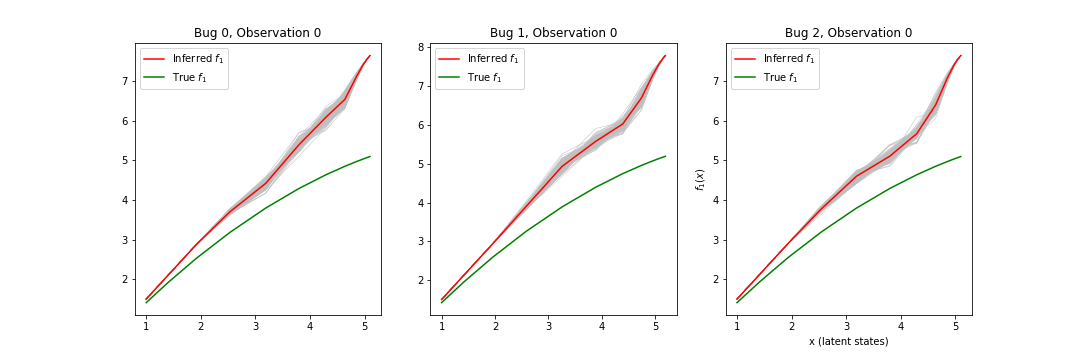 Bug 0, Observation 0
Inferred f₁
True f₁
7
6
5
4
3
2
1 2 3 4 5
Bug 1, Observation 0
Inferred f₁
True f₁
8
7
6
5
4
3
2
1 2 3 4 5
Bug 2, Observation 0
Inferred f₁
True f₁
f₁(x)
7
6
5
4
3
2
1 2 3 4 5
x (latent states)